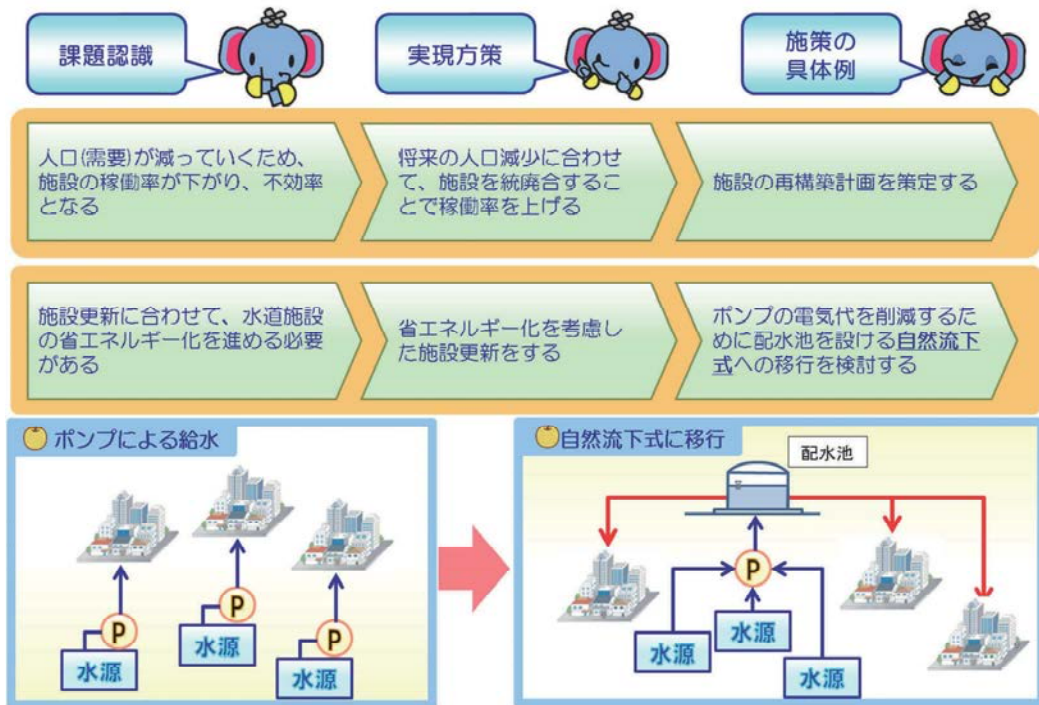 課題認識
実現方策
施策の
具体例
人口(需要)が減っていくため、
施設の稼働率が下がり、不効率
となる
将来の人口減少に合わせ
て、施設を統廃合するこ
とで稼働率を上げる
施設の再構築計画を策定する
施設更新に合わせて、水道施設
の省エネルギー化を進める必要
がある
省エネルギー化を考慮し
た施設更新をする
ポンプの電気代を削減するた
めに配水池を設ける自然流下
式への移行を検討する
ポンプによる給水
P
水源
P
水源
P
水源
自然流下式に移行
配水池
P
水源
水源
水源